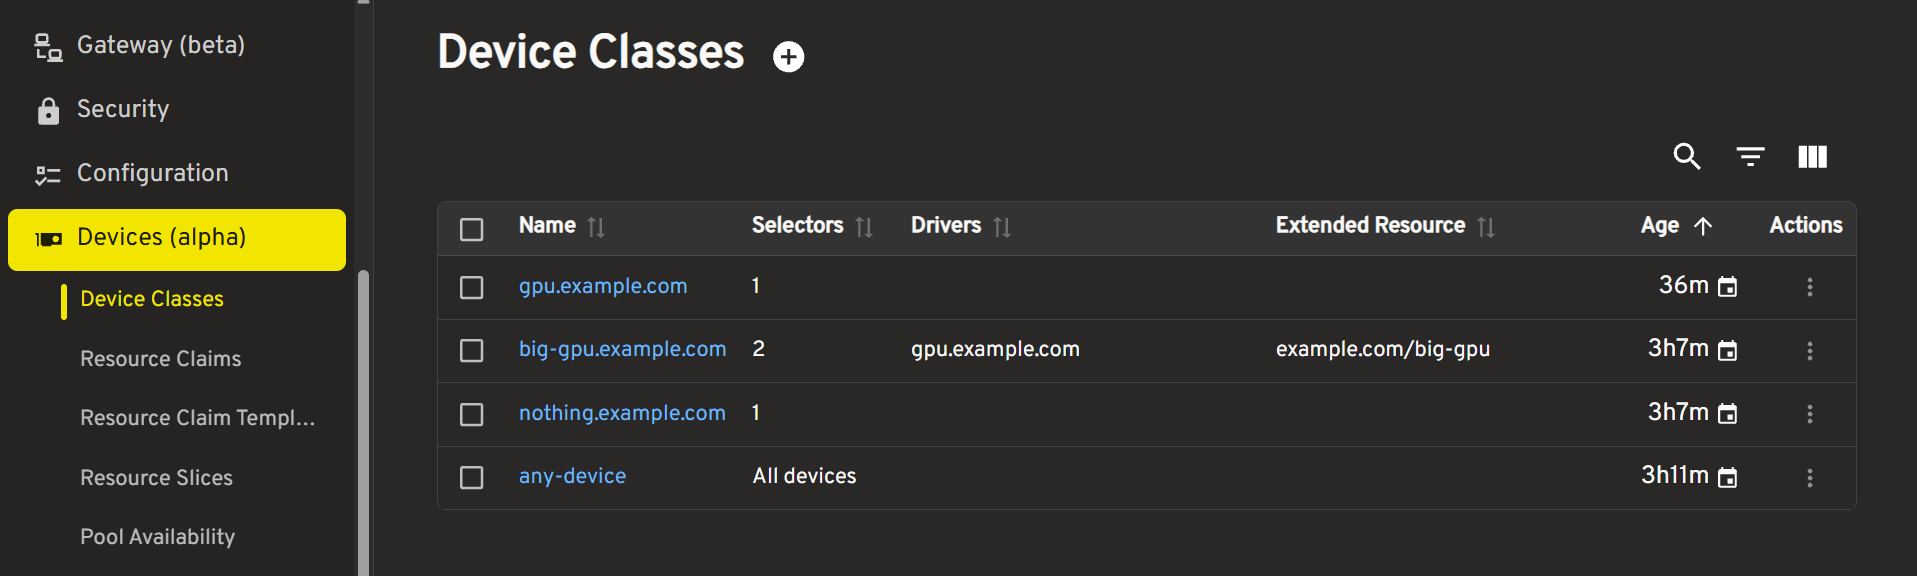 Gateway (beta)
Security
Configuration
Devices (alpha)
Device Classes
Resource Claims
Resource Claim Templ...
Resource Slices
Pool Availability
Device Classes
Name Selectors Drivers Extended Resource Age Actions
gpu.example.com 1 36m
big-gpu.example.com 2 gpu.example.com example.com/big-gpu 3h7m
nothing.example.com 1 3h7m
any-device All devices 3h11m